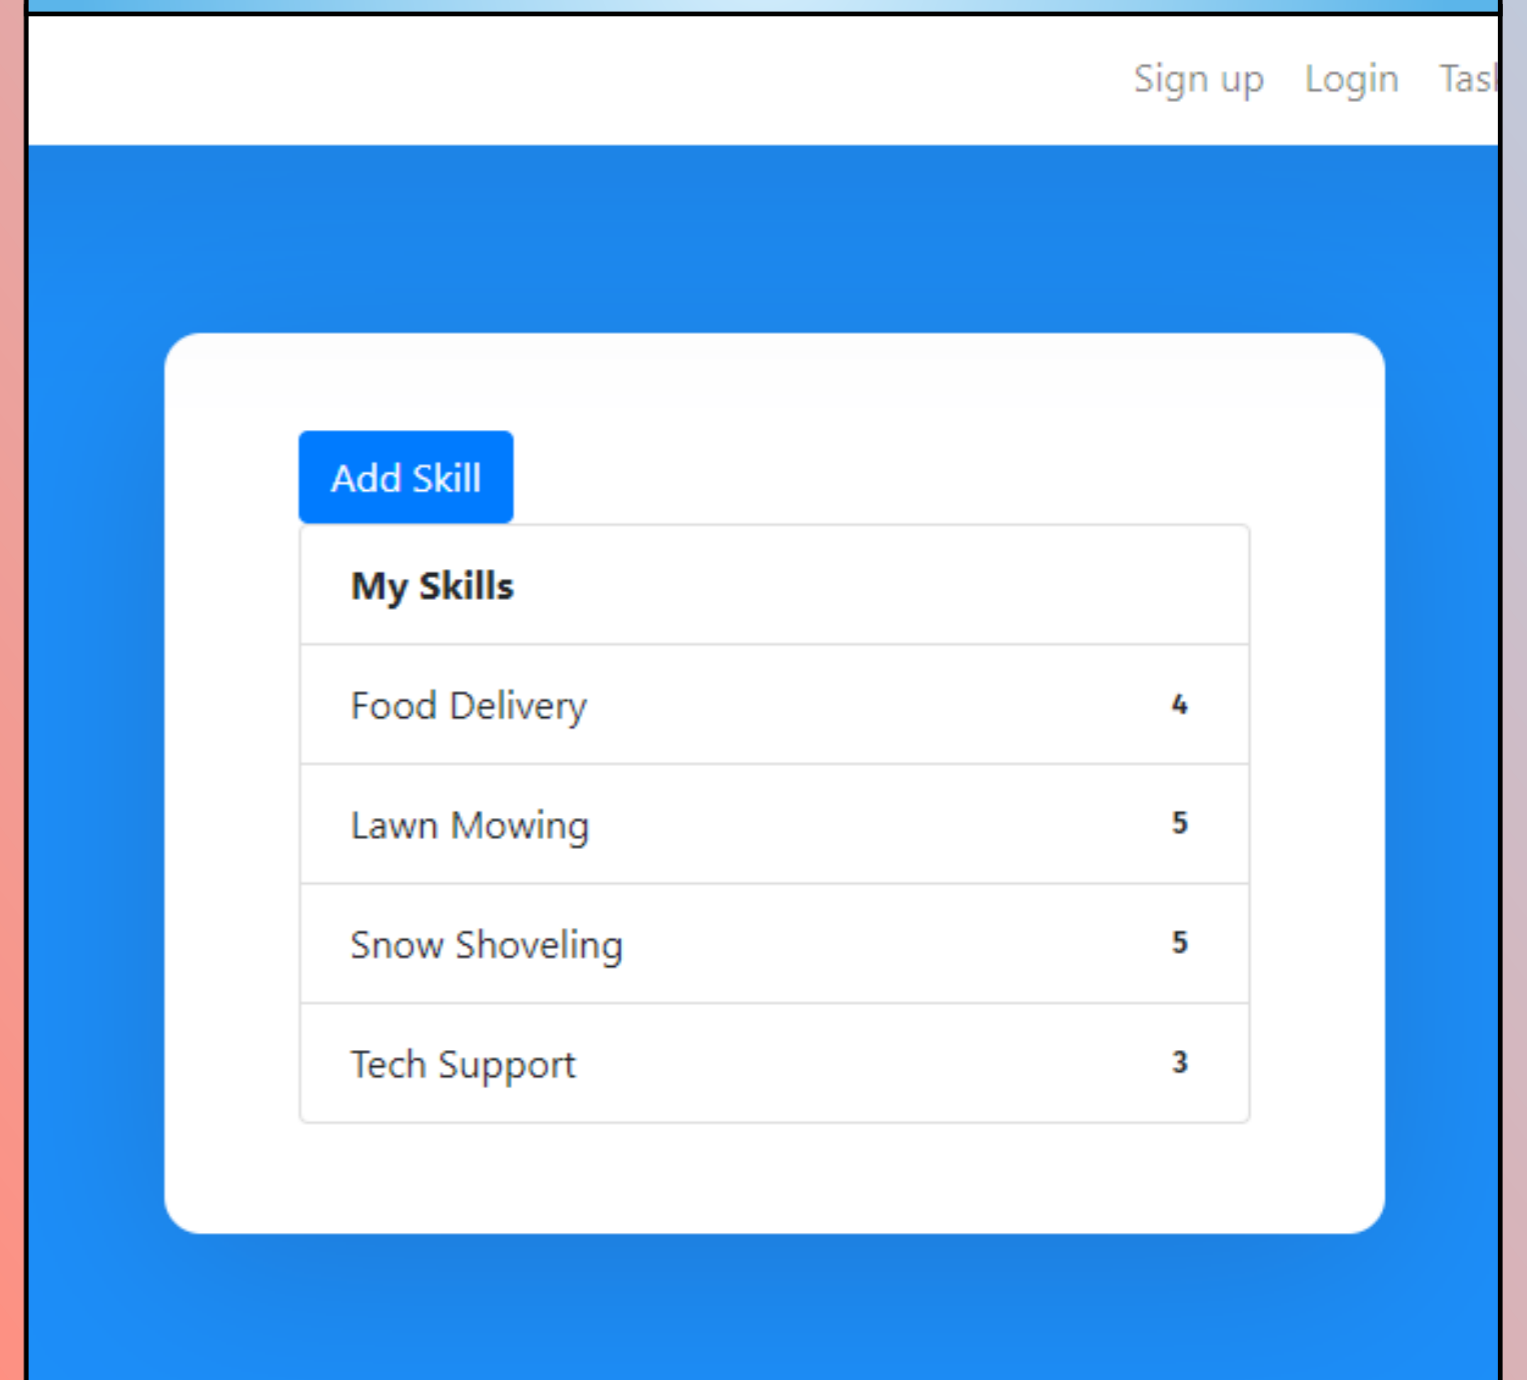 Sign up Login
Add Skill
My Skills
Food Delivery 4
Lawn Mowing 5
Snow Shoveling 5
Tech Support 3